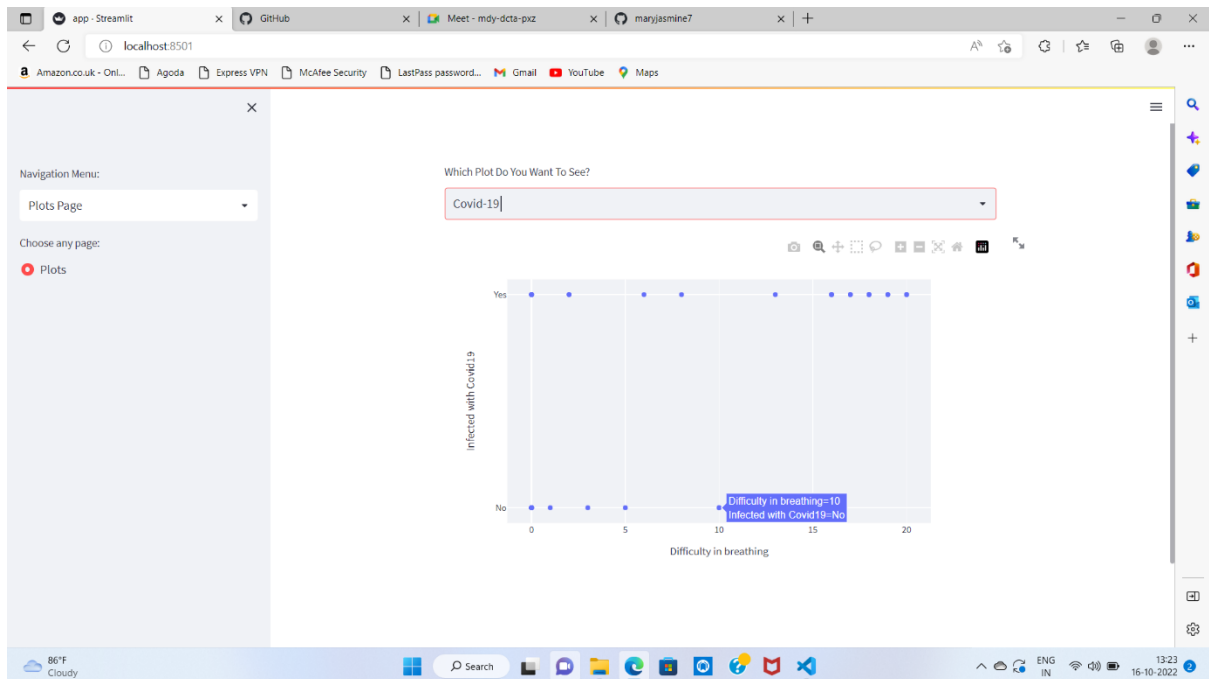 app - Streamlit
GitHub
Meet - mdy-dcta-pxz
maryjasmine7
localhost:8501
Amazon.co.uk - Onl...
Agoda
Express VPN
McAfee Security
LastPass password...
Gmail
YouTube
Maps
Navigation Menu:
Plots Page
Choose any page:
Plots
Which Plot Do You Want To See?
Covid-19
Yes
Infected with Covid19
No
Difficulty in breathing=10
Infected with Covid19=No
0
5
10
15
20
Difficulty in breathing
86°F
Cloudy
Search
ENG
IN
13:23
16-10-2022
2